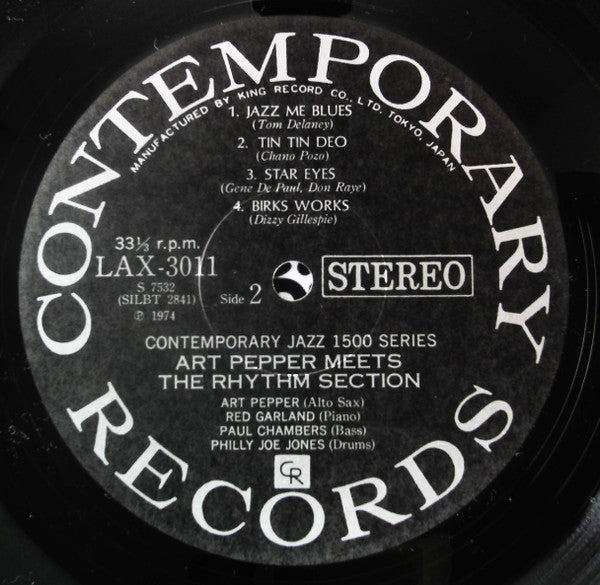 CONTEMPORARY
MANUFACTURED BY KING RECORD CO., LTD. TOKYO, JAPAN
1. JAZZ ME BLUES
(Tom Delaney)
2. TIN TIN DEO
(Chano Pozo)
3. STAR EYES
(Gene De Paul, Don Raye)
4. BIRKS WORKS
(Dizzy Gillespie)
33⅓ r.p.m.
LAX-3011
S 7532
(SILBT 2841)
℗ 1974
Side 2
STEREO
CONTEMPORARY JAZZ 1500 SERIES
ART PEPPER MEETS
THE RHYTHM SECTION
ART PEPPER (Alto Sax)
RED GARLAND (Piano)
PAUL CHAMBERS (Bass)
PHILLY JOE JONES (Drums)
CR
RECORDS